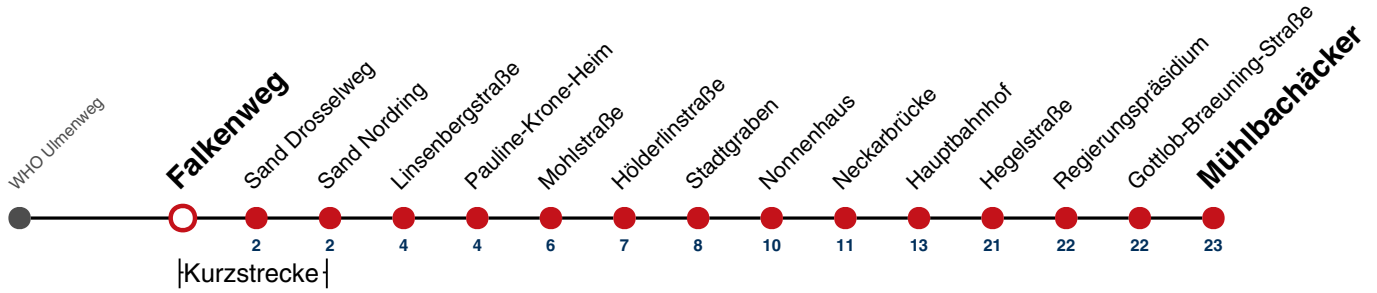 WHO Ulmenweg
Falkenweg
Sand Drosselweg
Sand Nordring
Linsenbergstraße
Pauline-Krone-Heim
Mohlstraße
Hölderlinstraße
Stadtgraben
Nonnenhaus
Neckarbrücke
Hauptbahnhof
Hegelstraße
Regierungspräsidium
Gottlob-Braeuning-Straße
Mühlbachäcker
2 2 4 4 6 7 8 10 11 13 21 22 22 23
Kurzstrecke